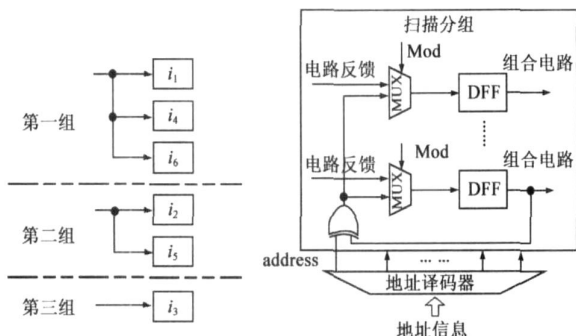 第一组
i1
i4
i6
第二组
i2
i5
第三组
i3
扫描分组
电路反馈
Mod
MUX
DFF
组合电路
电路反馈
Mod
MUX
DFF
组合电路
address
地址译码器
地址信息